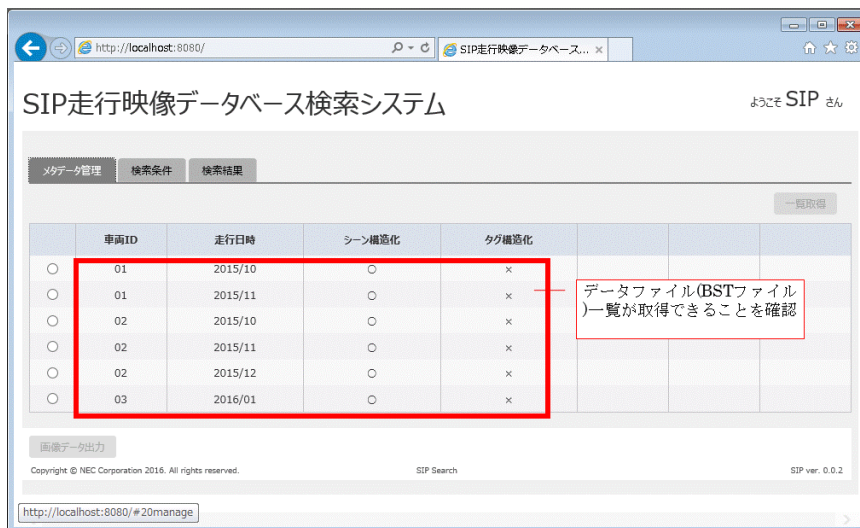 http://localhost:8080/
SIP走行映像データベース... ×
SIP走行映像データベース検索システム
ようこそ SIP さん
メタデータ管理 検索条件 検索結果
一覧取得
車両ID 走行日時 シーン構造化 タグ構造化
01 2015/10 ○ ×
01 2015/11 ○ ×
02 2015/10 ○ ×
02 2015/11 ○ ×
02 2015/12 ○ ×
03 2016/01 ○ ×
データファイル(BSTファイル
)一覧が取得できることを確認
画像データ出力
Copyright © NEC Corporation 2016. All rights reserved. SIP Search SIP ver. 0.0.2
http://localhost:8080/#20manage